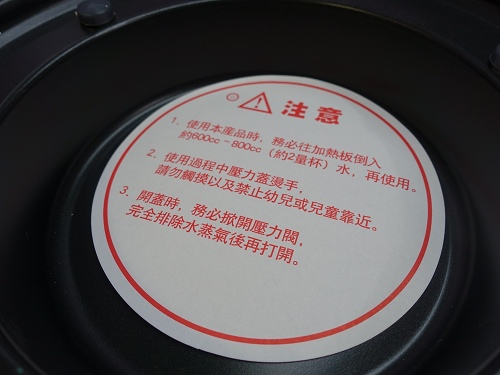 注意
1. 使用本產品時，務必往加熱板倒入
約600cc－800cc（約2量杯）水，再使用。
2. 使用過程中壓力蓋燙手，
請勿觸摸以及禁止幼兒或兒童靠近。
3. 開蓋時，務必掀開壓力閥，
完全排除水蒸氣後再打開。